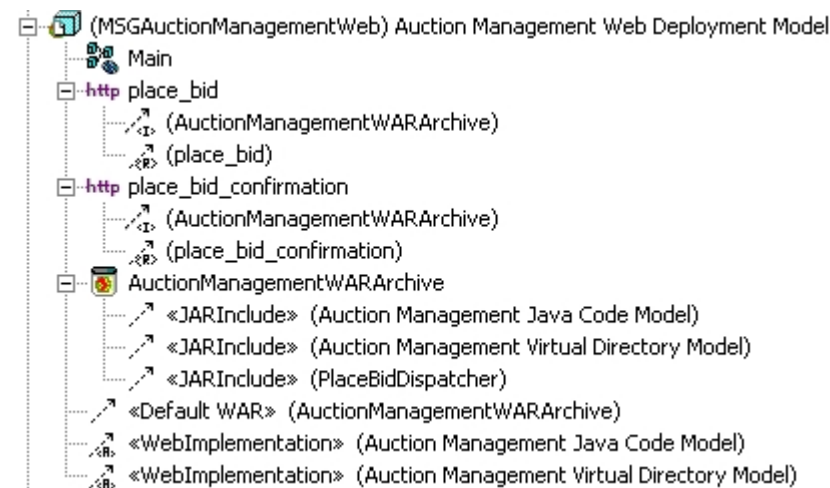 (MSGAuctionManagementWeb) Auction Management Web Deployment Model
Main
http place_bid
<I> (AuctionManagementWARArchive)
<R> (place_bid)
http place_bid_confirmation
<I> (AuctionManagementWARArchive)
<R> (place_bid_confirmation)
AuctionManagementWARArchive
«JARInclude» (Auction Management Java Code Model)
«JARInclude» (Auction Management Virtual Directory Model)
«JARInclude» (PlaceBidDispatcher)
«Default WAR» (AuctionManagementWARArchive)
<R> «WebImplementation» (Auction Management Java Code Model)
<R> «WebImplementation» (Auction Management Virtual Directory Model)